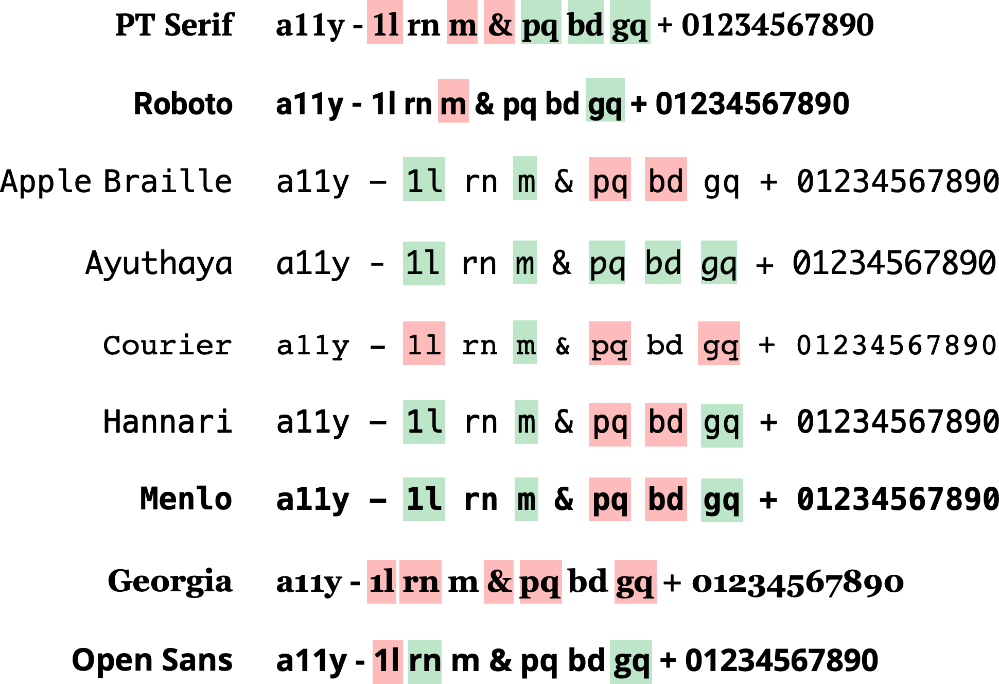 PT Serif a11y - 1l rn m & pq bd gq + 01234567890
Roboto a11y - 1l rn m & pq bd gq + 01234567890
Apple Braille a11y – 1l rn m & pq bd gq + 01234567890
Ayuthaya a11y - 1l rn m & pq bd gq + 01234567890
Courier a11y – 1l rn m & pq bd gq + 01234567890
Hannari a11y – 1l rn m & pq bd gq + 01234567890
Menlo a11y – 1l rn m & pq bd gq + 01234567890
Georgia a11y - 1l rn m & pq bd gq + 01234567890
Open Sans a11y - 1l rn m & pq bd gq + 01234567890